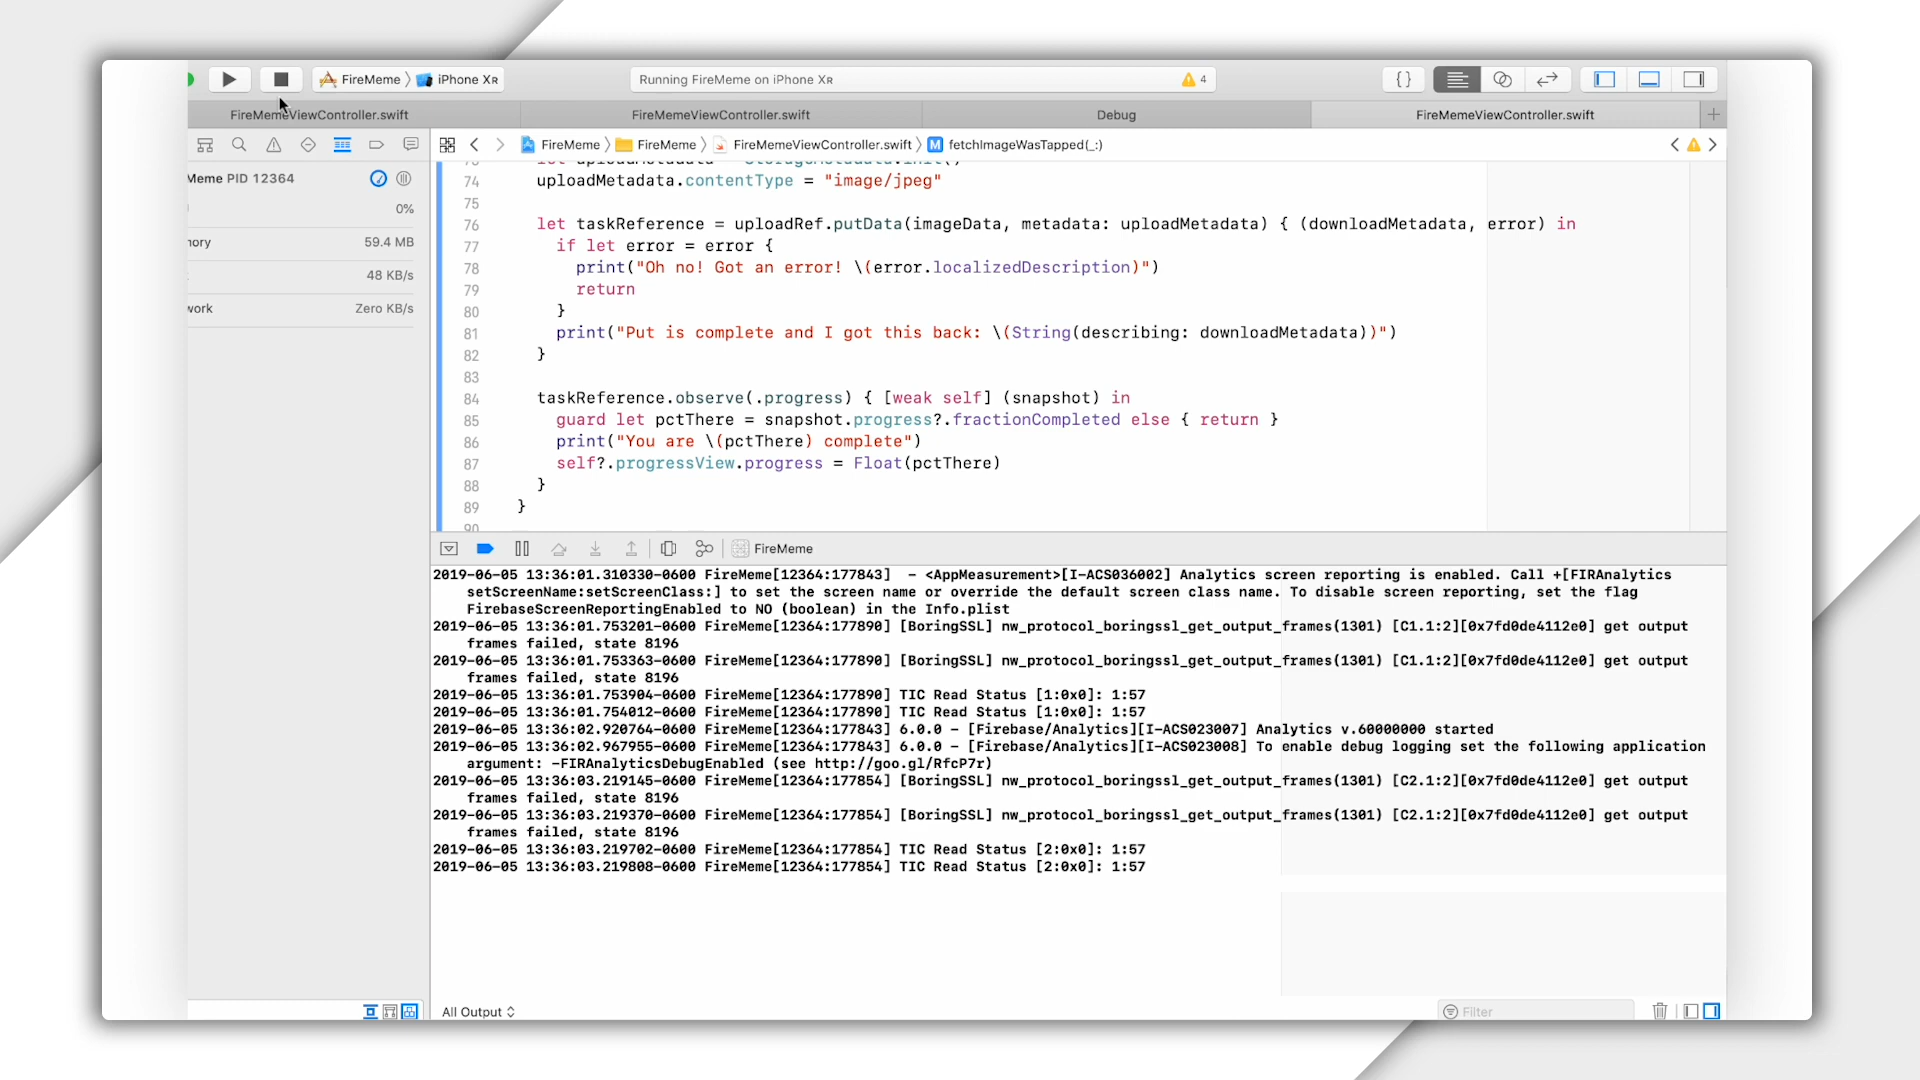 FireMeme 〉 iPhone XR
Running FireMeme on iPhone XR
4
{ }
FireMemeViewController.swift
FireMemeViewController.swift
Debug
FireMemeViewController.swift
FireMeme 〉 FireMeme 〉 FireMemeViewController.swift 〉 M fetchImageWasTapped(_:)
Meme PID 12364
0%
nory 59.4 MB
48 KB/s
work Zero KB/s
74 uploadMetadata.contentType = "image/jpeg"
75
76 let taskReference = uploadRef.putData(imageData, metadata: uploadMetadata) { (downloadMetadata, error) in
77 if let error = error {
78 print("Oh no! Got an error! \(error.localizedDescription)")
79 return
80 }
81 print("Put is complete and I got this back: \(String(describing: downloadMetadata))")
82 }
83
84 taskReference.observe(.progress) { [weak self] (snapshot) in
85 guard let pctThere = snapshot.progress?.fractionCompleted else { return }
86 print("You are \(pctThere) complete")
87 self?.progressView.progress = Float(pctThere)
88 }
89 }
90
FireMeme
2019-06-05 13:36:01.310330-0600 FireMeme[12364:177843]  - <AppMeasurement>[I-ACS036002] Analytics screen reporting is enabled. Call +[FIRAnalytics
setScreenName:setScreenClass:] to set the screen name or override the default screen class name. To disable screen reporting, set the flag
FirebaseScreenReportingEnabled to NO (boolean) in the Info.plist
2019-06-05 13:36:01.753201-0600 FireMeme[12364:177890] [BoringSSL] nw_protocol_boringssl_get_output_frames(1301) [C1.1:2][0x7fd0de4112e0] get output
frames failed, state 8196
2019-06-05 13:36:01.753363-0600 FireMeme[12364:177890] [BoringSSL] nw_protocol_boringssl_get_output_frames(1301) [C1.1:2][0x7fd0de4112e0] get output
frames failed, state 8196
2019-06-05 13:36:01.753904-0600 FireMeme[12364:177890] TIC Read Status [1:0x0]: 1:57
2019-06-05 13:36:01.754012-0600 FireMeme[12364:177890] TIC Read Status [1:0x0]: 1:57
2019-06-05 13:36:02.920764-0600 FireMeme[12364:177843] 6.0.0 - [Firebase/Analytics][I-ACS023007] Analytics v.60000000 started
2019-06-05 13:36:02.967955-0600 FireMeme[12364:177843] 6.0.0 - [Firebase/Analytics][I-ACS023008] To enable debug logging set the following application
argument: -FIRAnalyticsDebugEnabled (see http://goo.gl/RfcP7r)
2019-06-05 13:36:03.219145-0600 FireMeme[12364:177854] [BoringSSL] nw_protocol_boringssl_get_output_frames(1301) [C2.1:2][0x7fd0de4112e0] get output
frames failed, state 8196
2019-06-05 13:36:03.219370-0600 FireMeme[12364:177854] [BoringSSL] nw_protocol_boringssl_get_output_frames(1301) [C2.1:2][0x7fd0de4112e0] get output
frames failed, state 8196
2019-06-05 13:36:03.219702-0600 FireMeme[12364:177854] TIC Read Status [2:0x0]: 1:57
2019-06-05 13:36:03.219808-0600 FireMeme[12364:177854] TIC Read Status [2:0x0]: 1:57
All Output
Filter